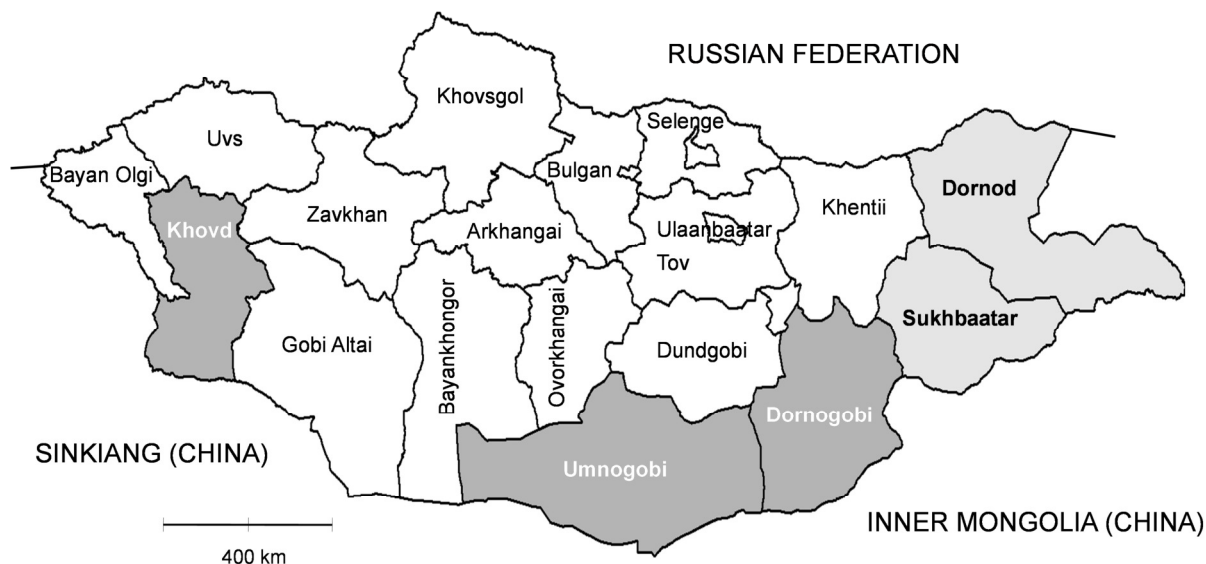 RUSSIAN FEDERATION
Khovsgol
Selenge
Uvs
Bayan Olgi
Bulgan
Dornod
Zavkhan
Khentii
Khovd
Arkhangai
Ulaanbaatar
Tov
Sukhbaatar
Gobi Altai
Bayankhongor
Ovorkhangai
Dundgobi
Dornogobi
SINKIANG (CHINA)
Umnogobi
INNER MONGOLIA (CHINA)
400 km